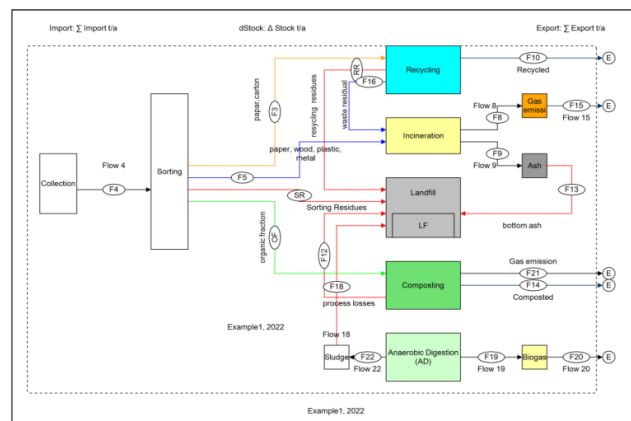 Import: ∑ Import t/a
dStock: Δ Stock t/a
Export: ∑ Export t/a
Recycling
F10
E
Recycled
RR
F16
papar,carton
F3
recycling residues
waste residual
Flow 8
F8
Gas
emissi
F15
E
Flow 15
Incineration
paper, wood, plastic,
metal
F9
Flow 9
Ash
F13
Flow 4
Collection
F4
Sorting
F5
SR
Sorting Residues
Landfill
LF
bottom ash
organic fraction
OF
F12
F18
process losses
Composting
Gas emission
F21
E
F14
E
Composted
Example1, 2022
Flow 18
Sludge
F22
Flow 22
Anaerobic Digestion
(AD)
F19
Flow 19
Biogas
F20
Flow 20
E
Example1, 2022